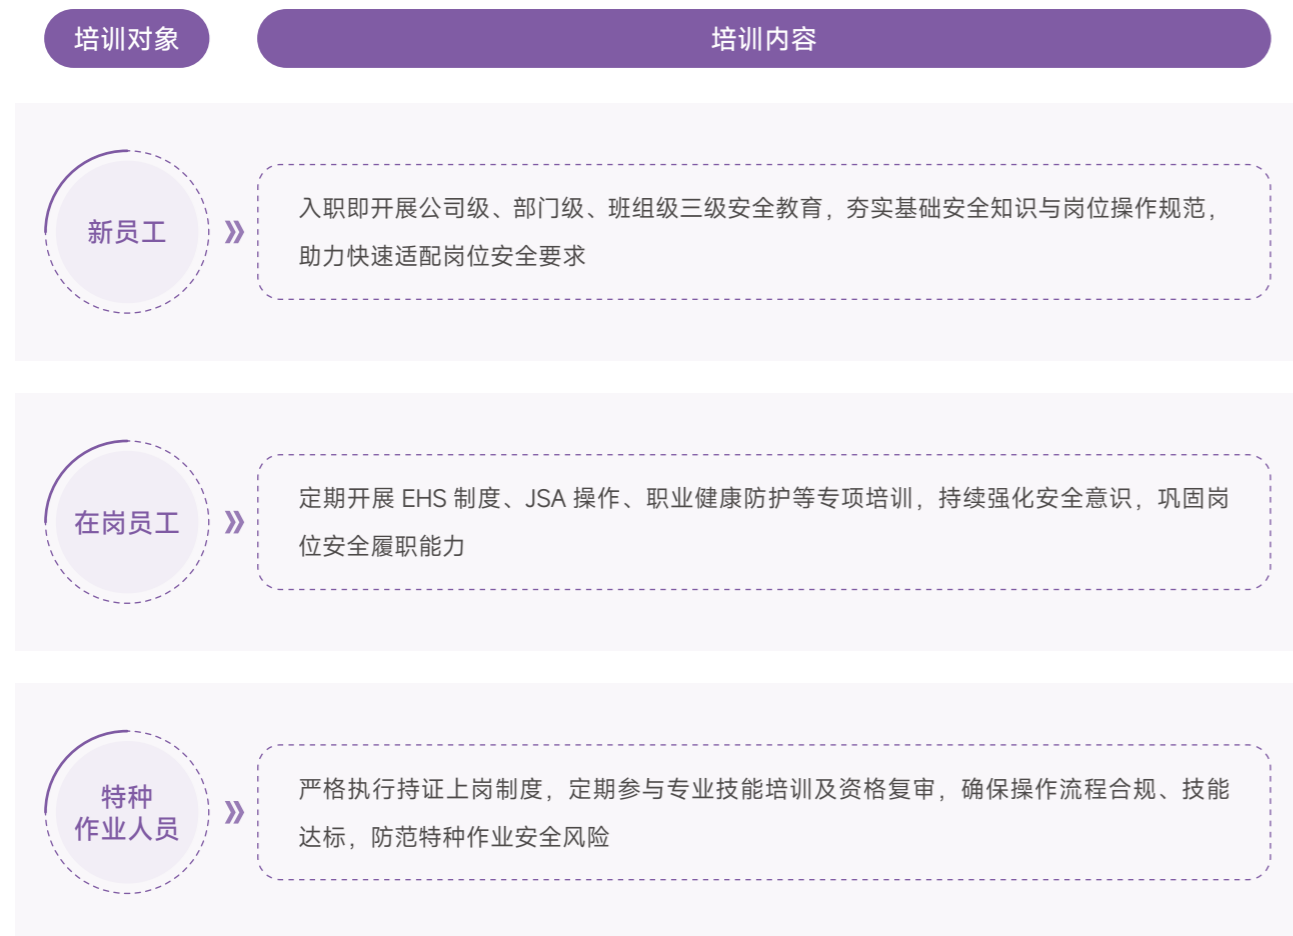 培训对象
培训内容
新员工
入职即开展公司级、部门级、班组级三级安全教育，夯实基础安全知识与岗位操作规范，
助力快速适配岗位安全要求
在岗员工
定期开展 EHS 制度、JSA 操作、职业健康防护等专项培训，持续强化安全意识，巩固岗
位安全履职能力
特种
作业人员
严格执行持证上岗制度，定期参与专业技能培训及资格复审，确保操作流程合规、技能
达标，防范特种作业安全风险